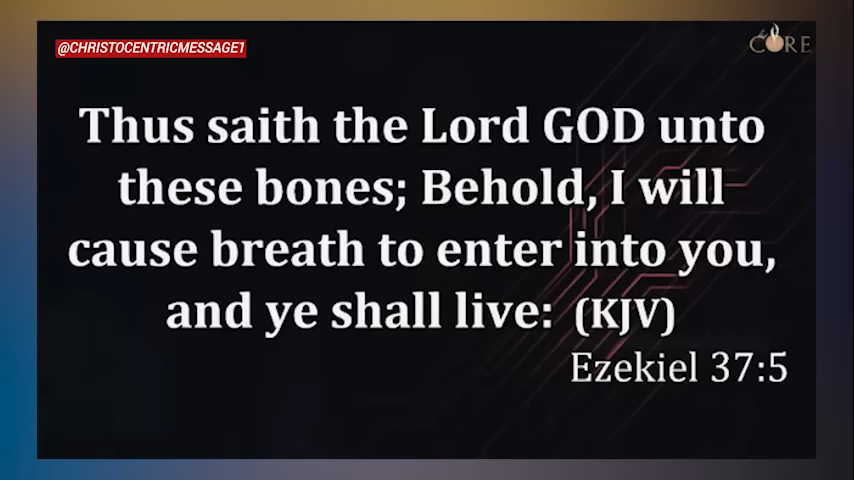 @CHRISTOCENTRICMESSAGE1
CORE
Thus saith the Lord GOD unto
these bones; Behold, I will
cause breath to enter into you,
and ye shall live: (KJV)
Ezekiel 37:5